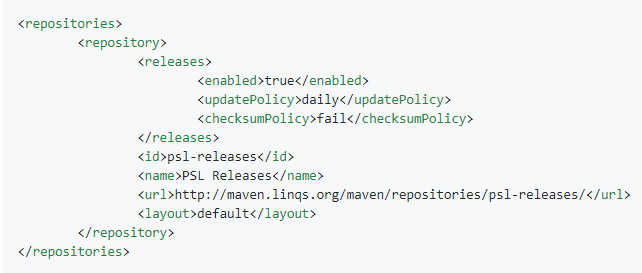 <repositories>
<repository>
<releases>
<enabled>true</enabled>
<updatePolicy>daily</updatePolicy>
<checksumPolicy>fail</checksumPolicy>
</releases>
<id>psl-releases</id>
<name>PSL Releases</name>
<url>http://maven.linqs.org/maven/repositories/psl-releases/</url>
<layout>default</layout>
</repository>
</repositories>